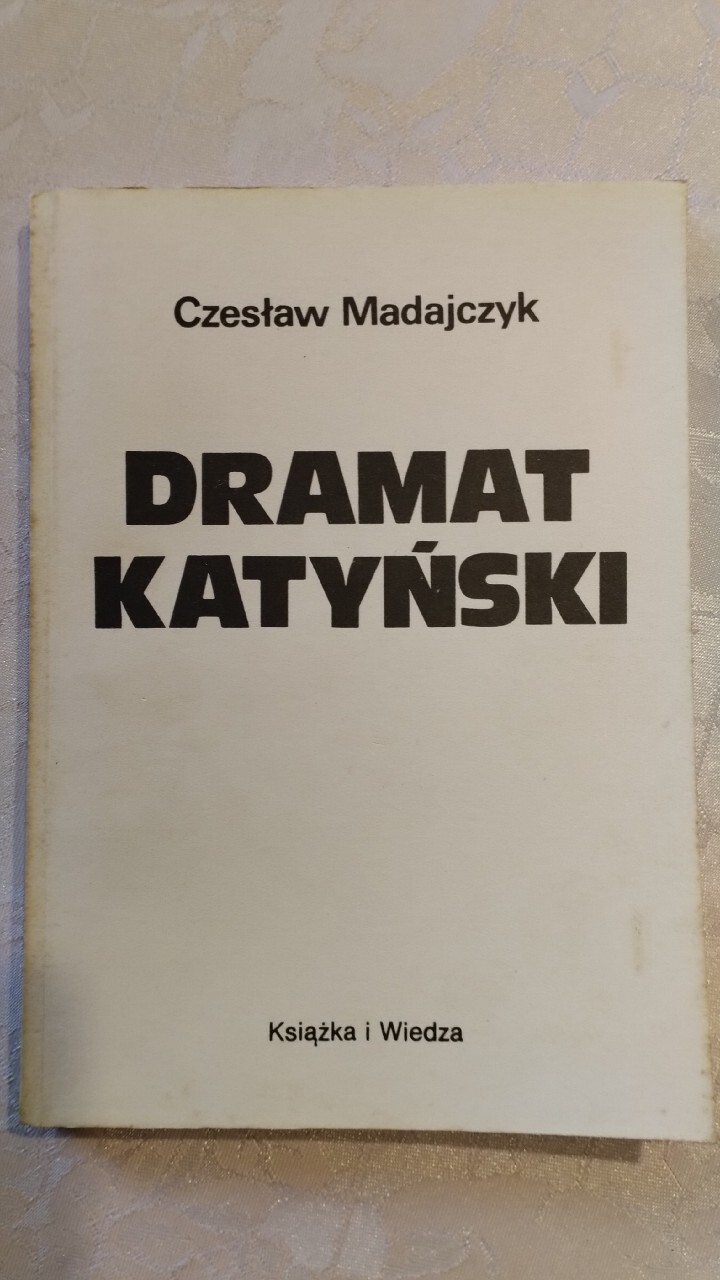 Czesław Madajczyk
DRAMAT
KATYŃSKI
Książka i Wiedza